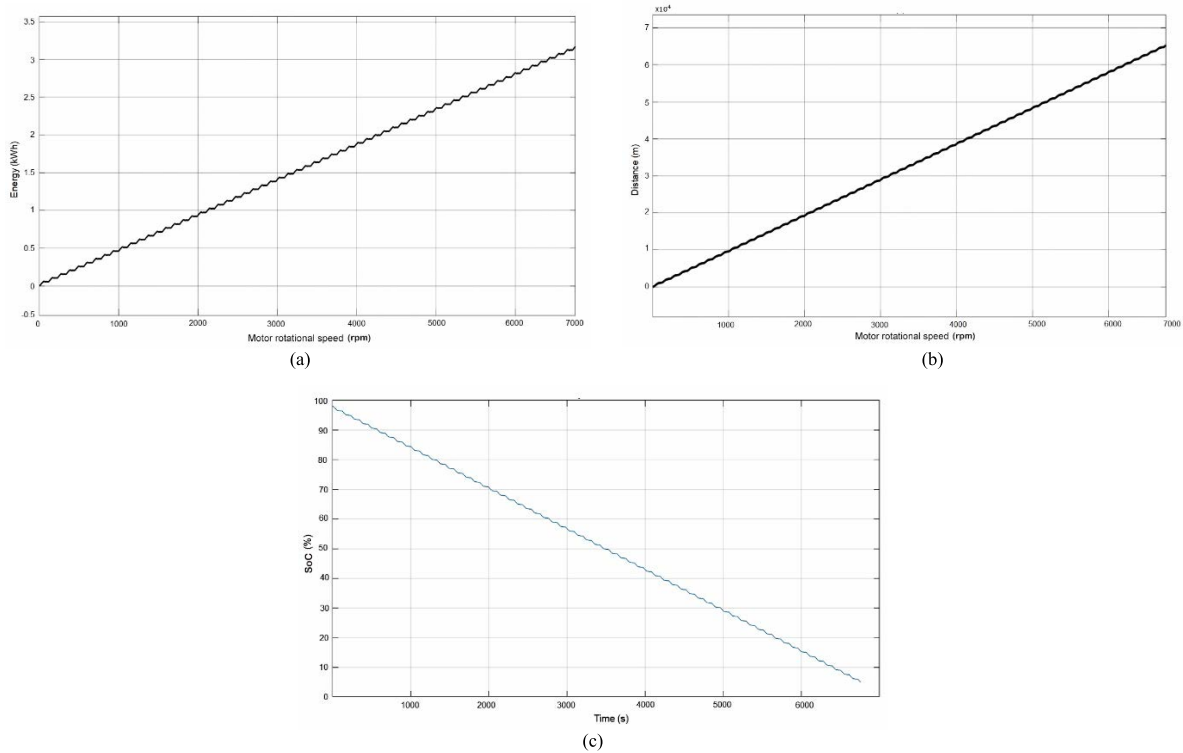 3.5
3
2.5
2
1.5
1
0.5
0
-0.5
Energy (kWh)
0 1000 2000 3000 4000 5000 6000 7000
Motor rotational speed (rpm)
(a)
x10⁴
7
6
5
4
3
2
1
0
Distance (m)
1000 2000 3000 4000 5000 6000 7000
Motor rotational speed (rpm)
(b)
100
90
80
70
60
50
40
30
20
10
0
SoC (%)
1000 2000 3000 4000 5000 6000
Time (s)
(c)